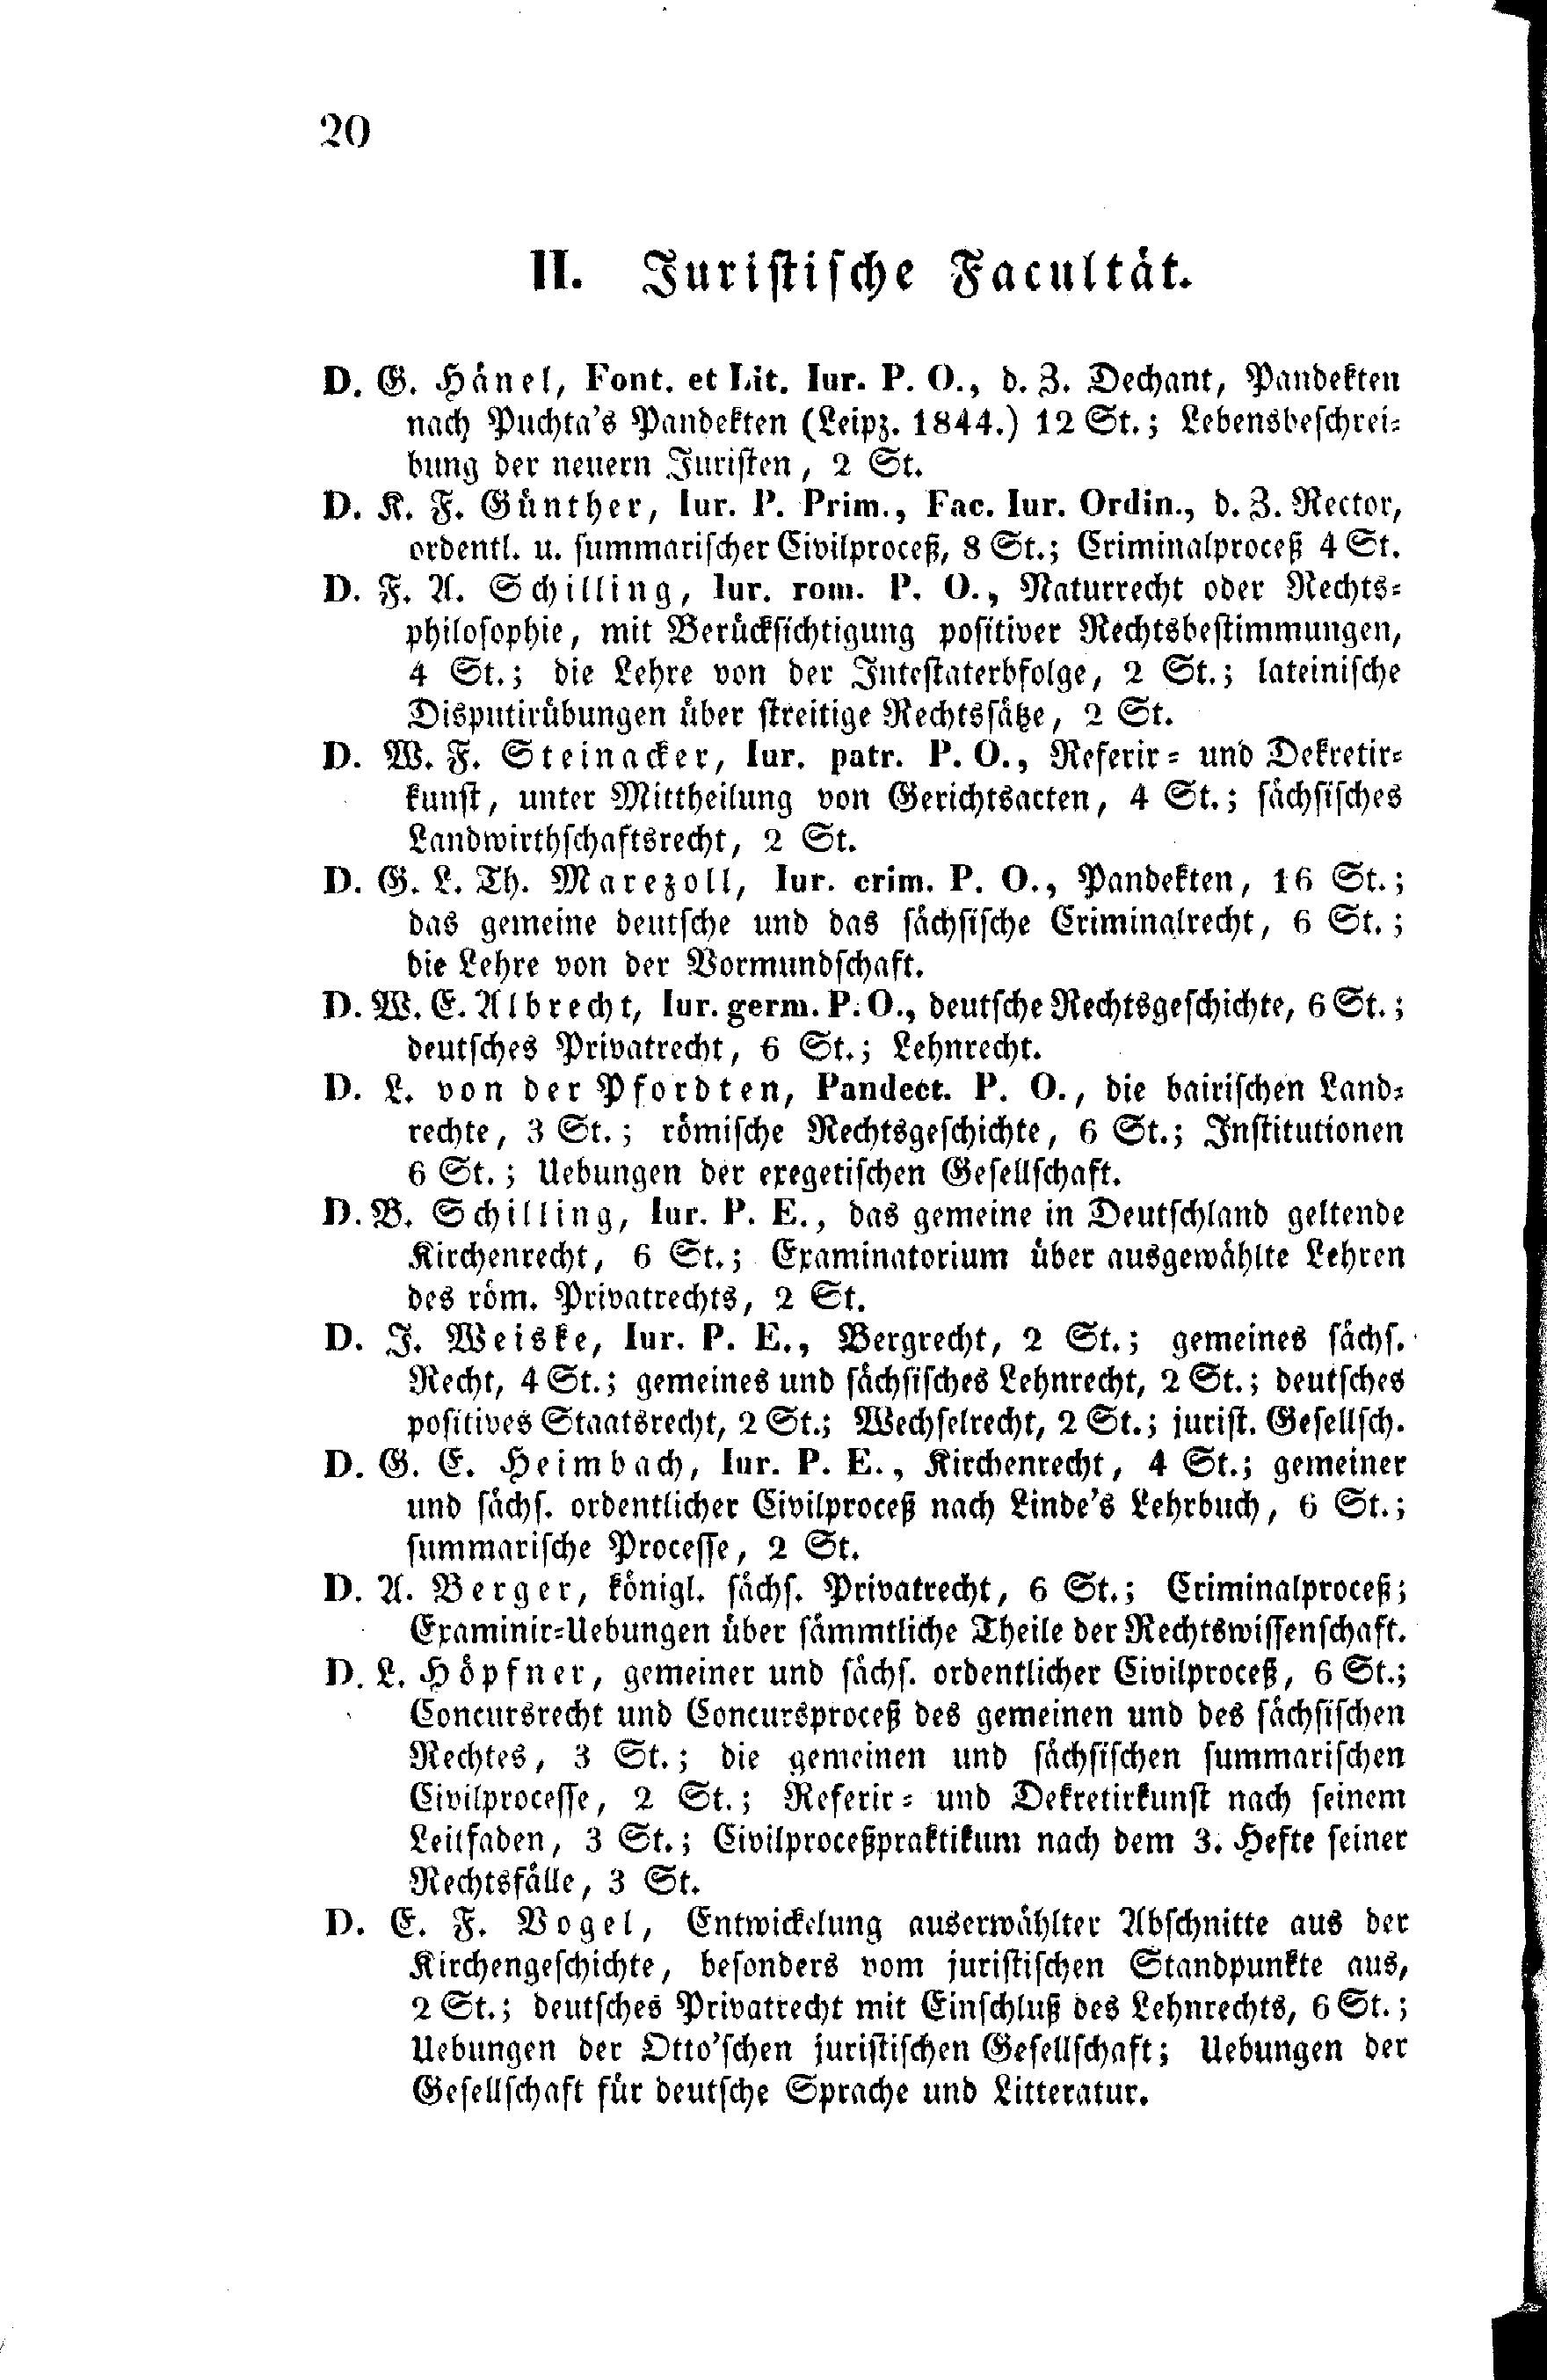 20
II. Juristische Facultät.
D. G. Hänel, Font. et Lit. Iur. P. O., d. Z. Dechant, Pandekten
nach Puchta's Pandekten (Leipz. 1844.) 12 St.; Lebensbeschrei-
bung der neuern Juristen, 2 St.
D. K. F. Günther, Iur. P. Prim., Fac. Iur. Ordin., d. Z. Rector,
ordentl. u. summarischer Civilproceß, 8 St.; Criminalproceß 4 St.
D. F. A. Schilling, Iur. rom. P. O., Naturrecht oder Rechts-
philosophie, mit Berücksichtigung positiver Rechtsbestimmungen,
4 St.; die Lehre von der Intestaterbfolge, 2 St.; lateinische
Disputirübungen über streitige Rechtssätze, 2 St.
D. W. F. Steinacker, Iur. patr. P. O., Referir- und Dekretir-
kunst, unter Mittheilung von Gerichtsacten, 4 St.; sächsisches
Landwirthschaftsrecht, 2 St.
D. G. L. Th. Marezoll, Iur. crim. P. O., Pandekten, 16 St.;
das gemeine deutsche und das sächsische Criminalrecht, 6 St.;
die Lehre von der Vormundschaft.
D. W. E. Albrecht, Iur. germ. P. O., deutsche Rechtsgeschichte, 6 St.;
deutsches Privatrecht, 6 St.; Lehnrecht.
D. L. von der Pfordten, Pandect. P. O., die bairischen Land-
rechte, 3 St.; römische Rechtsgeschichte, 6 St.; Institutionen
6 St.; Uebungen der exegetischen Gesellschaft.
D. B. Schilling, Iur. P. E., das gemeine in Deutschland geltende
Kirchenrecht, 6 St.; Examinatorium über ausgewählte Lehren
des röm. Privatrechts, 2 St.
D. J. Weiske, Iur. P. E., Bergrecht, 2 St.; gemeines sächs.
Recht, 4 St.; gemeines und sächsisches Lehnrecht, 2 St.; deutsches
positives Staatsrecht, 2 St.; Wechselrecht, 2 St.; jurist. Gesellsch.
D. G. E. Heimbach, Iur. P. E., Kirchenrecht, 4 St.; gemeiner
und sächs. ordentlicher Civilproceß nach Linde's Lehrbuch, 6 St.;
summarische Processe, 2 St.
D. A. Berger, königl. sächs. Privatrecht, 6 St.; Criminalproceß;
Examinir-Uebungen über sämmtliche Theile der Rechtswissenschaft.
D. L. Höpfner, gemeiner und sächs. ordentlicher Civilproceß, 6 St.;
Concursrecht und Concursproceß des gemeinen und des sächsischen
Rechtes, 3 St.; die gemeinen und sächsischen summarischen
Civilprocesse, 2 St.; Referir- und Dekretirkunst nach seinem
Leitfaden, 3 St.; Civilproceßpraktikum nach dem 3. Hefte seiner
Rechtsfälle, 3 St.
D. E. F. Vogel, Entwickelung auserwählter Abschnitte aus der
Kirchengeschichte, besonders vom juristischen Standpunkte aus,
2 St.; deutsches Privatrecht mit Einschluß des Lehnrechts, 6 St.;
Uebungen der Otto'schen juristischen Gesellschaft; Uebungen der
Gesellschaft für deutsche Sprache und Litteratur.